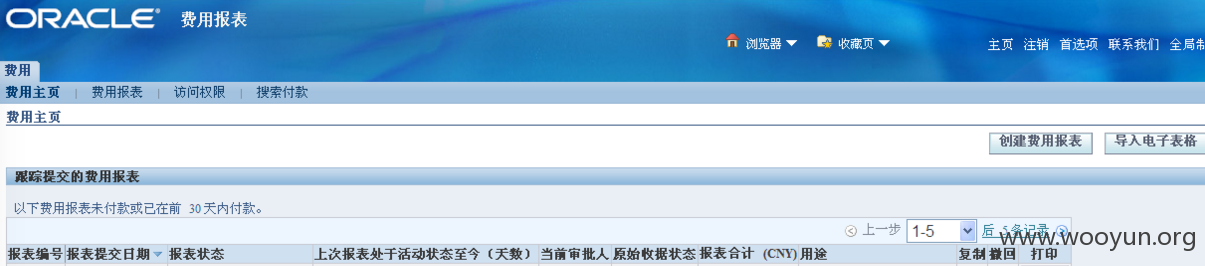 ORACLE® 费用报表
浏览器 收藏页 主页 注销 首选项 联系我们 全局制
费用
费用主页 | 费用报表 | 访问权限 | 搜索付款
费用主页
创建费用报表 导入电子表格
跟踪提交的费用报表
以下费用报表未付款或已在前 30 天内付款。
上一步 1-5 后 5 条记录
www.wooyun.org
报表编号 报表提交日期 报表状态 上次报表处于活动状态至今（天数） 当前审批人 原始收据状态 报表合计 (CNY) 用途 复制 撤回 打印